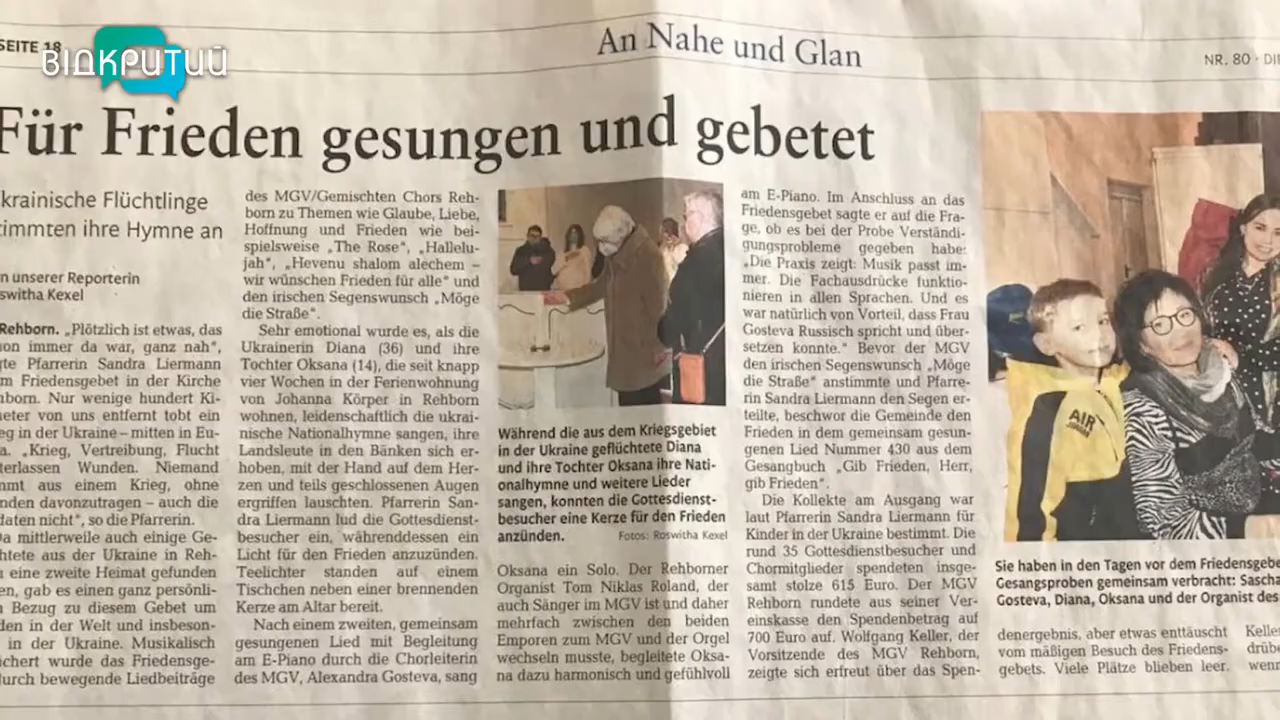 SEITE 18
ВІДКРИТИЙ
An Nahe und Glan
NR. 80 · DI
Für Frieden gesungen und gebetet
krainische Flüchtlinge
timmten ihre Hymne an
n unserer Reporterin
switha Kexel
Rehborn. „Plötzlich ist etwas, das
on immer da war, ganz nah",
te Pfarrerin Sandra Liermann
m Friedensgebet in der Kirche
nborn. Nur wenige hundert Ki-
eter von uns entfernt tobt ein
eg in der Ukraine – mitten in Eu-
a. „Krieg, Vertreibung, Flucht
terlassen Wunden. Niemand
mmt aus einem Krieg, ohne
nden davonzutragen – auch die
daten nicht", so die Pfarrerin.
Da mittlerweile auch einige Ge-
chtete aus der Ukraine in Reh-
n eine zweite Heimat gefunden
en, gab es einen ganz persönli-
n Bezug zu diesem Gebet um
den in der Welt und insbeson-
in der Ukraine. Musikalisch
ichert wurde das Friedensge-
durch bewegende Liedbeiträge
des MGV/Gemischten Chors Reh-
born zu Themen wie Glaube, Liebe,
Hoffnung und Frieden wie bei-
spielsweise „The Rose", „Hallelu-
jah", „Hevenu shalom alechem –
wir wünschen Frieden für alle" und
den irischen Segenswunsch „Möge
die Straße".
Sehr emotional wurde es, als die
Ukrainerin Diana (36) und ihre
Tochter Oksana (14), die seit knapp
vier Wochen in der Ferienwohnung
von Johanna Körper in Rehborn
wohnen, leidenschaftlich die ukrai-
nische Nationalhymne sangen, ihre
Landsleute in den Bänken sich er-
hoben, mit der Hand auf dem Her-
zen und teils geschlossenen Augen
ergriffen lauschten. Pfarrerin San-
dra Liermann lud die Gottesdienst-
besucher ein, währenddessen ein
Licht für den Frieden anzuzünden.
Teelichter standen auf einem
Tischchen neben einer brennenden
Kerze am Altar bereit.
Nach einem zweiten, gemeinsam
gesungenen Lied mit Begleitung
am E-Piano durch die Chorleiterin
des MGV, Alexandra Gosteva, sang
Während die aus dem Kriegsgebiet
in der Ukraine geflüchtete Diana
und ihre Tochter Oksana ihre Nati-
onalhymne und weitere Lieder
sangen, konnten die Gottesdienst-
besucher eine Kerze für den Frieden
anzünden. Fotos: Roswitha Kexel
Oksana ein Solo. Der Rehborner
Organist Tom Niklas Roland, der
auch Sänger im MGV ist und daher
mehrfach zwischen den beiden
Emporen zum MGV und der Orgel
wechseln musste, begleitete Oksa-
na dazu harmonisch und gefühlvoll
am E-Piano. Im Anschluss an das
Friedensgebet sagte er auf die Fra-
ge, ob es bei der Probe Verständi-
gungsprobleme gegeben habe:
„Die Praxis zeigt: Musik passt im-
mer. Die Fachausdrücke funktio-
nieren in allen Sprachen. Und es
war natürlich von Vorteil, dass Frau
Gosteva Russisch spricht und über-
setzen konnte." Bevor der MGV
den irischen Segenswunsch „Möge
die Straße" anstimmte und Pfarre-
rin Sandra Liermann den Segen er-
teilte, beschwor die Gemeinde den
Frieden in dem gemeinsam gesun-
genen Lied Nummer 430 aus dem
Gesangbuch „Gib Frieden, Herr,
gib Frieden".
Die Kollekte am Ausgang war
laut Pfarrerin Sandra Liermann für
Kinder in der Ukraine bestimmt. Die
rund 35 Gottesdienstbesucher und
Chormitglieder spendeten insge-
samt stolze 615 Euro. Der MGV
Rehborn rundete aus seiner Ver-
einskasse den Spendenbetrag auf
700 Euro auf. Wolfgang Keller, der
Vorsitzende des MGV Rehborn,
zeigte sich erfreut über das Spen-
AIR
Sie haben in den Tagen vor dem Friedensgebe
Gesangsproben gemeinsam verbracht: Sascha
Gosteva, Diana, Oksana und der Organist des
denergebnis, aber etwas enttäuscht
vom mäßigen Besuch des Friedens-
gebets. Viele Plätze blieben leer.
Kelle
drübe
wenn